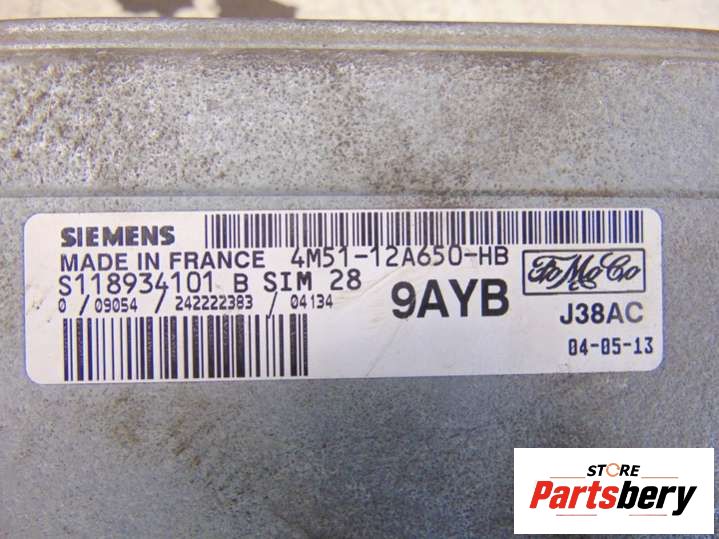 SIEMENS
MADE IN FRANCE 4M51-12A650-HB
S118934101 B SIM 28
0 / 09054 / 242222383 / 04134
9AYB
FoMoCo
J38AC
04-05-13
STORE
Partsbery